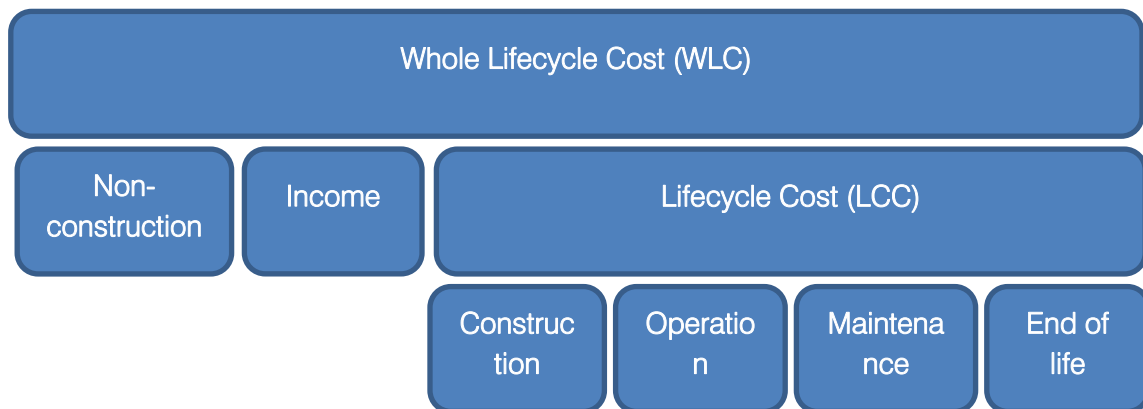 Whole Lifecycle Cost (WLC)
Non-
construction
Income
Lifecycle Cost (LCC)
Construc
tion
Operatio
n
Maintena
nce
End of
life